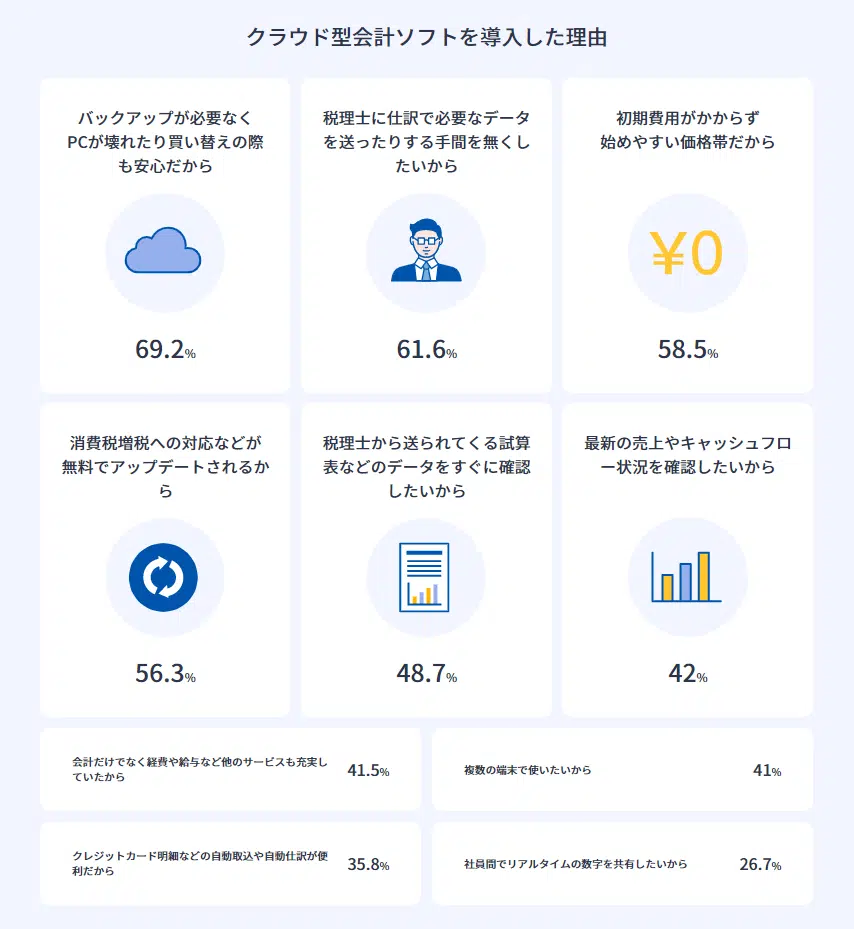 クラウド型会計ソフトを導入した理由
バックアップが必要なく
PCが壊れたり買い替えの際
も安心だから
69.2%
税理士に仕訳で必要なデータ
を送ったりする手間を無くし
たいから
61.6%
初期費用がかからず
始めやすい価格帯だから
¥0
58.5%
消費税増税への対応などが
無料でアップデートされるか
ら
56.3%
税理士から送られてくる試算
表などのデータをすぐに確認
したいから
48.7%
最新の売上やキャッシュフロ
ー状況を確認したいから
42%
会計だけでなく経費や給与など他のサービスも充実し
ていたから
41.5%
複数の端末で使いたいから
41%
クレジットカード明細などの自動取込や自動仕訳が便
利だから
35.8%
社員間でリアルタイムの数字を共有したいから
26.7%